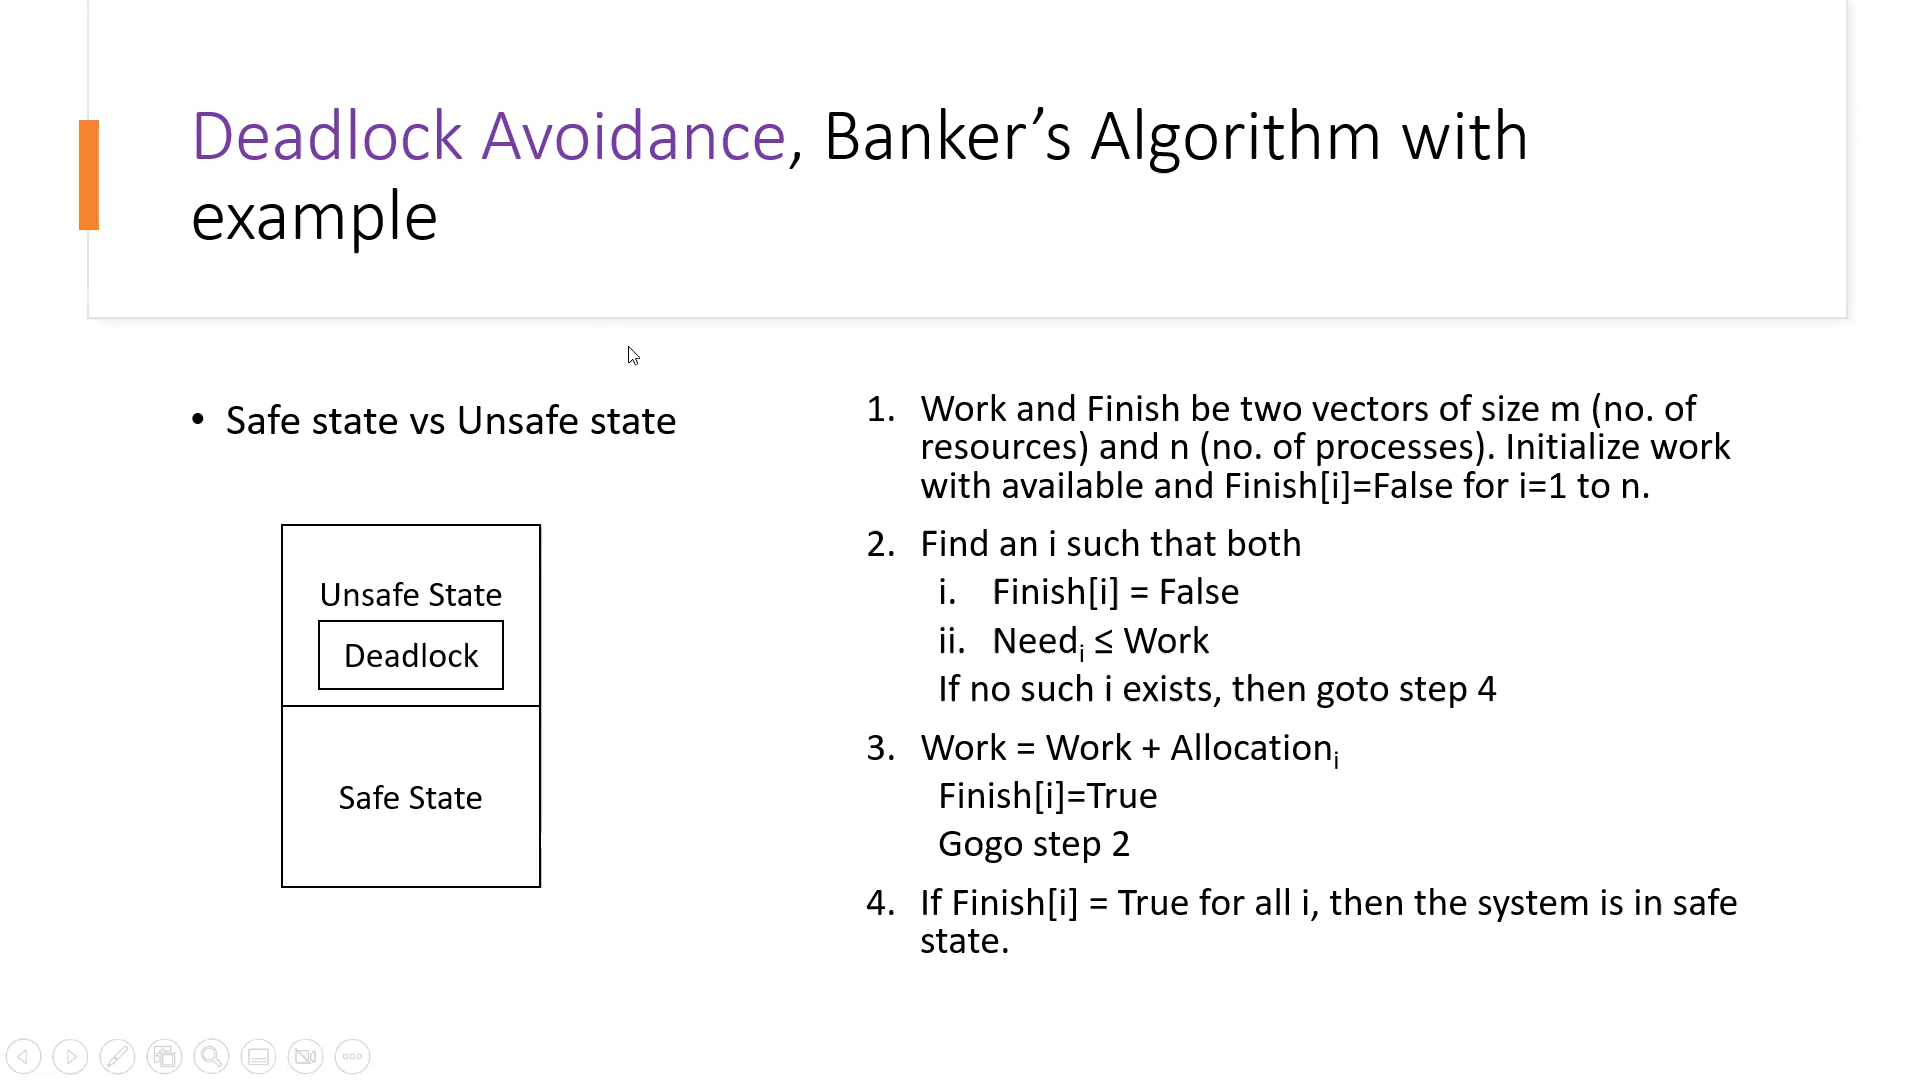 Deadlock Avoidance, Banker’s Algorithm with
example
• Safe state vs Unsafe state
Unsafe State
Deadlock
Safe State
1. Work and Finish be two vectors of size m (no. of
resources) and n (no. of processes). Initialize work
with available and Finish[i]=False for i=1 to n.
2. Find an i such that both
i. Finish[i] = False
ii. Needi ≤ Work
If no such i exists, then goto step 4
3. Work = Work + Allocationi
Finish[i]=True
Gogo step 2
4. If Finish[i] = True for all i, then the system is in safe
state.